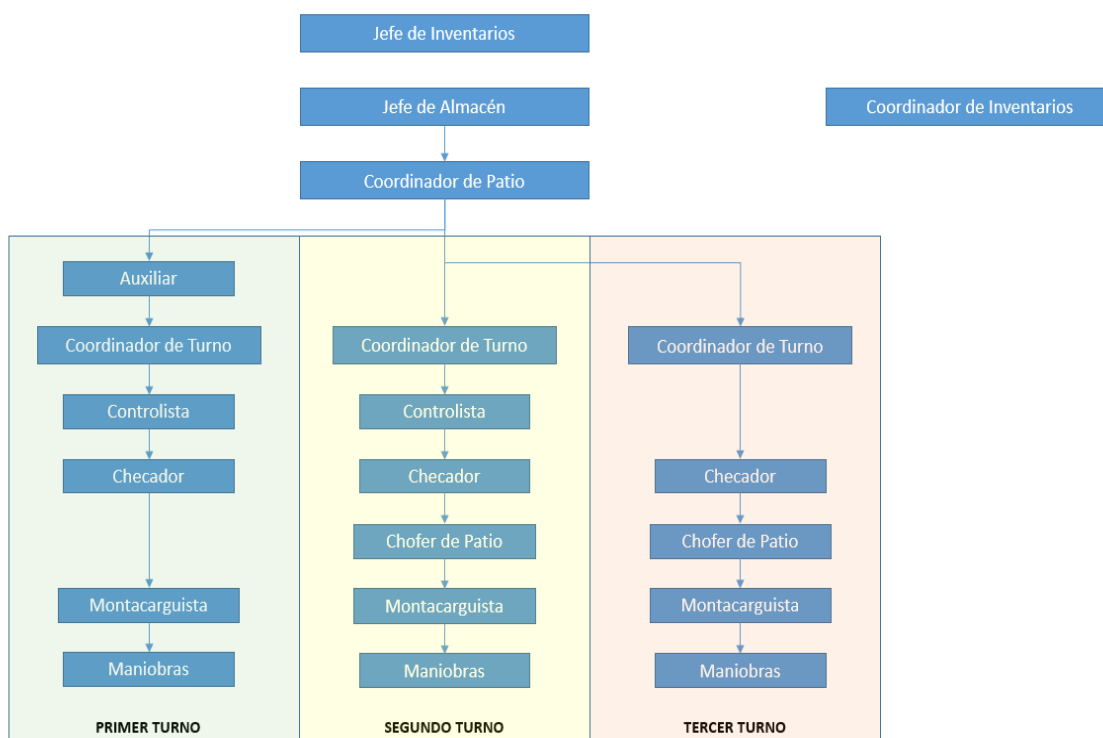 Jefe de Inventarios
Jefe de Almacén
Coordinador de Inventarios
Coordinador de Patio
Auxiliar
Coordinador de Turno
Controlista
Checador
Montacarguista
Maniobras
PRIMER TURNO
Coordinador de Turno
Controlista
Checador
Chofer de Patio
Montacarguista
Maniobras
SEGUNDO TURNO
Coordinador de Turno
Checador
Chofer de Patio
Montacarguista
Maniobras
TERCER TURNO